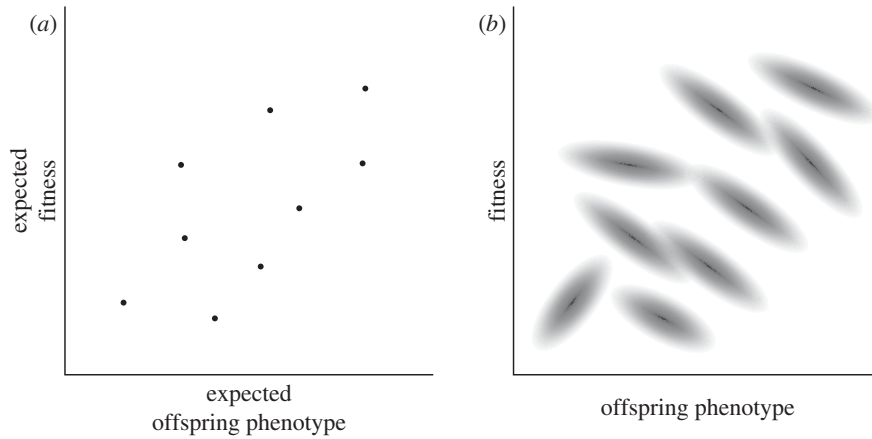 (a)
expected
fitness
expected
offspring phenotype
(b)
fitness
offspring phenotype